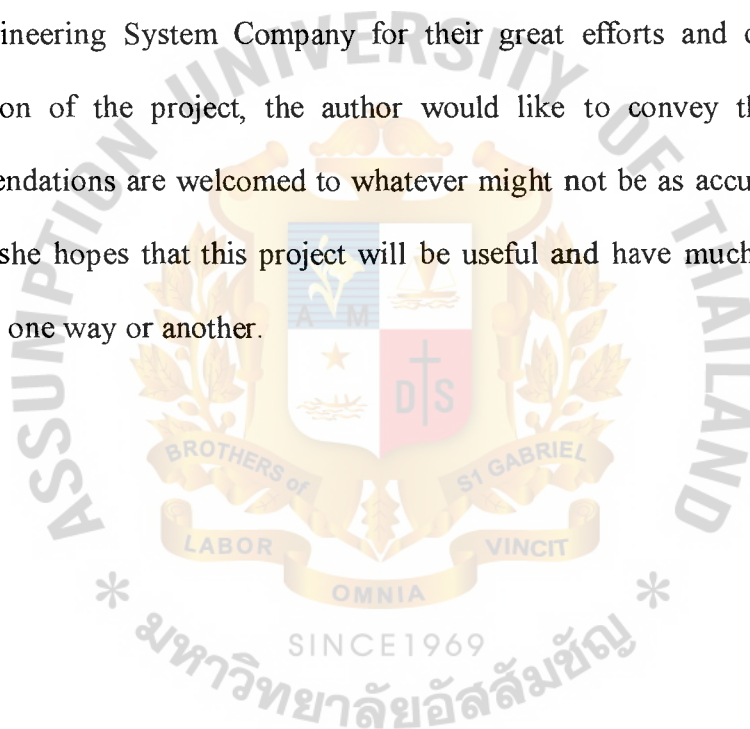 ineering System Company for their great efforts and c
on of the project, the author would like to convey th
endations are welcomed to whatever might not be as accu
she hopes that this project will be useful and have much
one way or another.
ASSUMPTION UNIVERSITY OF THAILAND
A M
D S
BROTHERS of S1 GABRIEL
LABOR VINCIT
OMNIA
* *
SINCE1969
มหาวิทยาลัยอัสสัมชัญ